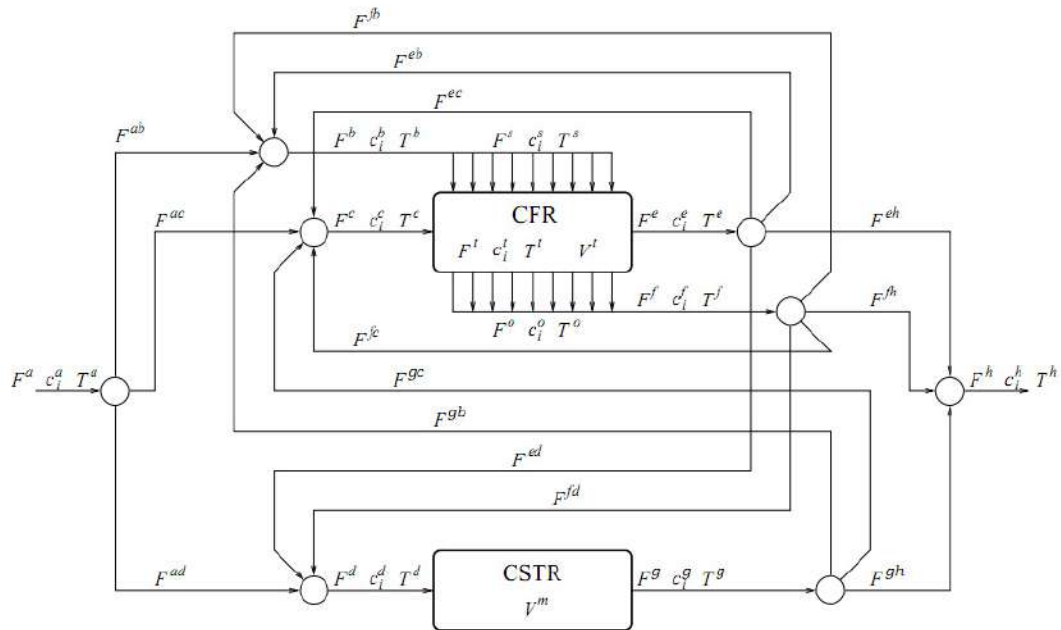 F^{fb}
F^{eb}
F^{ec}
F^{ab}
F^b c_i^b T^b F^s c_i^s T^s
F^{ac}
F^c c_i^c T^c
CFR
F^e c_i^e T^e
F^{eh}
F^t c_i^t T^t V^t
F^f c_i^f T^f
F^{fh}
F^o c_i^o T^o
F^{fc}
F^a c_i^a T^a
F^{gc}
F^h c_i^h T^h
F^{gb}
F^{ed}
F^{fd}
F^{ad}
F^d c_i^d T^d
CSTR
F^g c_i^g T^g
F^{gh}
V^m